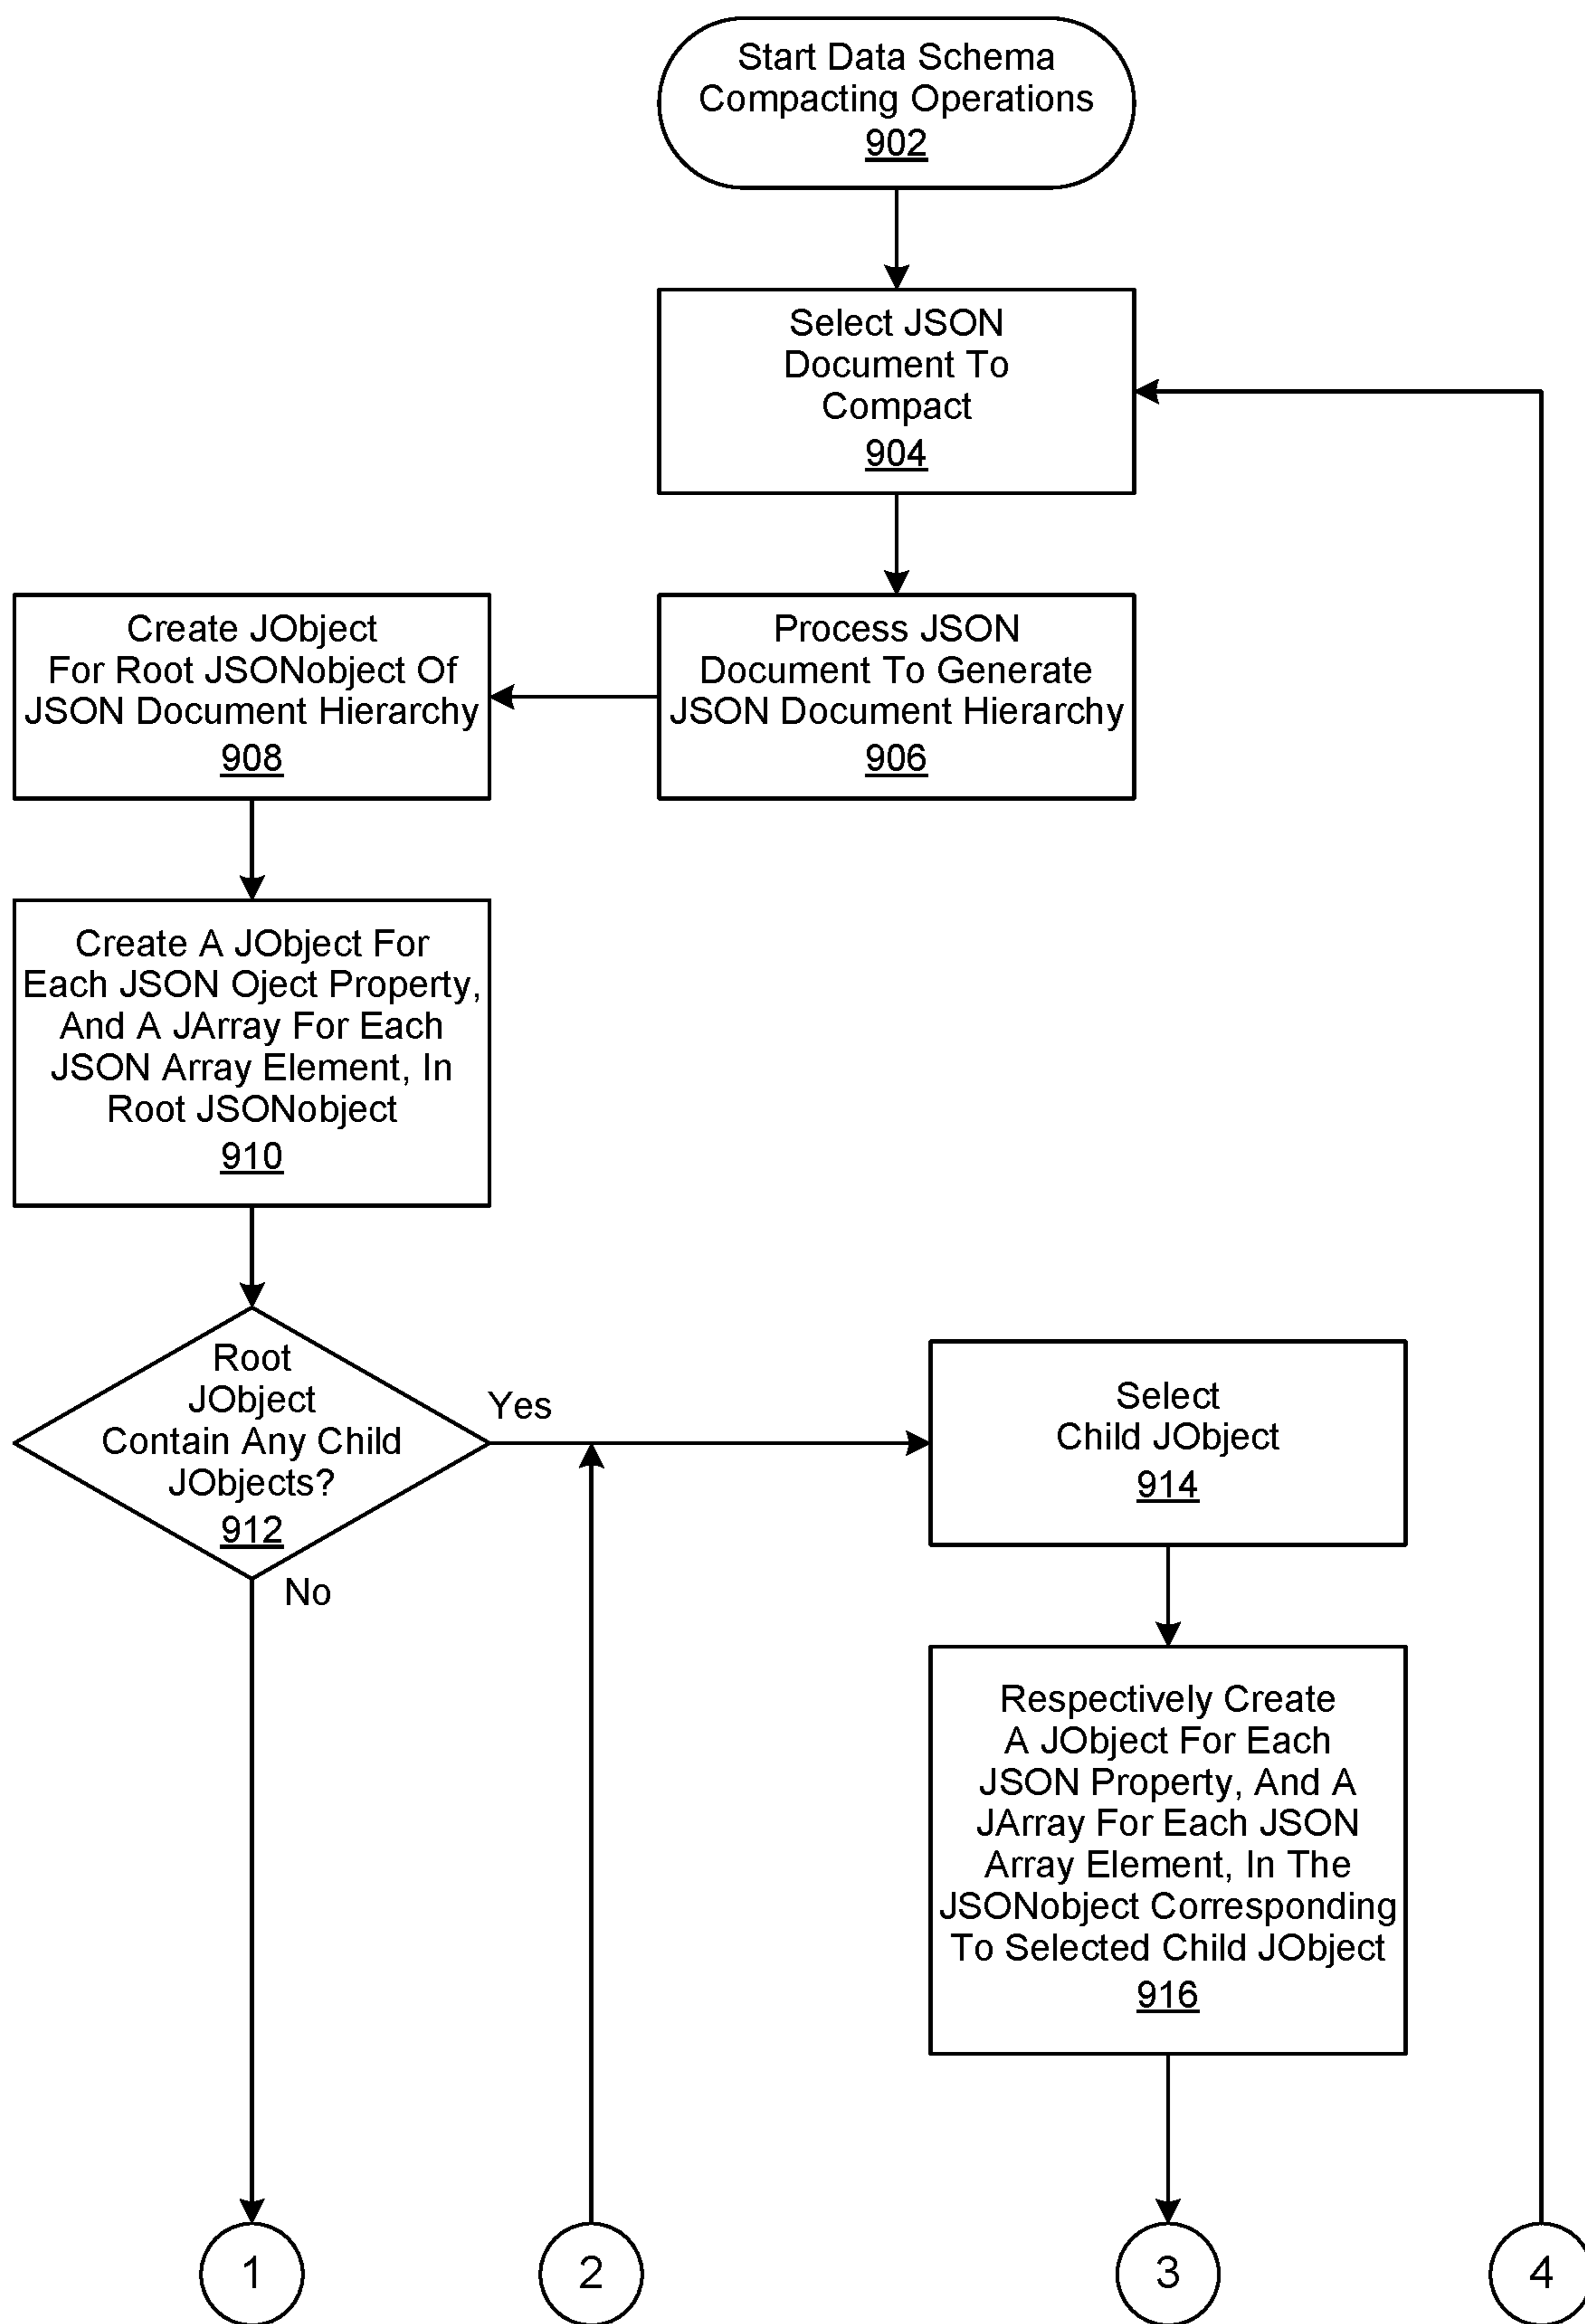 Start Data Schema
Compacting Operations
902
Select JSON
Document To
Compact
904
Process JSON
Document To Generate
JSON Document Hierarchy
906
Create JObject
For Root JSONobject Of
JSON Document Hierarchy
908
Create A JObject For
Each JSON Oject Property,
And A JArray For Each
JSON Array Element, In
Root JSONobject
910
Root
JObject
Contain Any Child
JObjects?
912
Yes
No
Select
Child JObject
914
Respectively Create
A JObject For Each
JSON Property, And A
JArray For Each JSON
Array Element, In The
JSONobject Corresponding
To Selected Child JObject
916
1
2
3
4